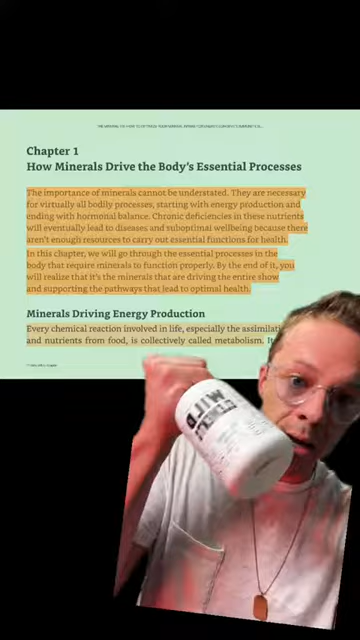 Chapter 1
How Minerals Drive the Body's Essential Processes
The importance of minerals cannot be understated. They are necessary
for virtually all bodily processes, starting with energy production and
ending with hormonal balance. Chronic deficiencies in these nutrients
will eventually lead to diseases and suboptimal wellbeing because there
aren't enough resources to carry out essential functions for health.
In this chapter, we will go through the essential processes in the
body that require minerals to function properly. By the end of it, you
will realize that it's the minerals that are driving the entire show
and supporting the pathways that lead to optimal health.
Minerals Driving Energy Production
Every chemical reaction involved in life, especially the
and nutrients from food, is collectively called metabolism.